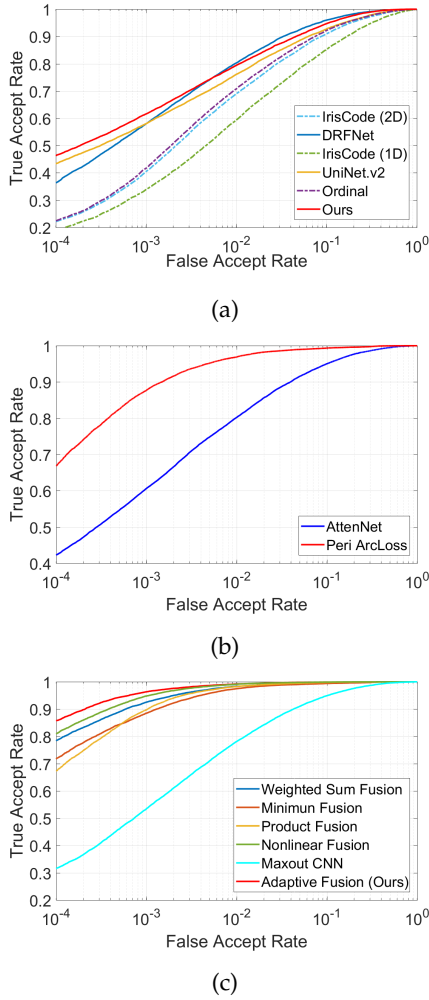 1
0.9
0.8
0.7
0.6
0.5
0.4
0.3
0.2
True Accept Rate
IrisCode (2D)
DRFNet
IrisCode (1D)
UniNet.v2
Ordinal
Ours
10-4 10-3 10-2 10-1 100
False Accept Rate
(a)
1
0.9
0.8
0.7
0.6
0.5
0.4
True Accept Rate
AttenNet
Peri ArcLoss
10-4 10-3 10-2 10-1 100
False Accept Rate
(b)
1
0.9
0.8
0.7
0.6
0.5
0.4
0.3
0.2
True Accept Rate
Weighted Sum Fusion
Minimun Fusion
Product Fusion
Nonlinear Fusion
Maxout CNN
Adaptive Fusion (Ours)
10-4 10-3 10-2 10-1 100
False Accept Rate
(c)